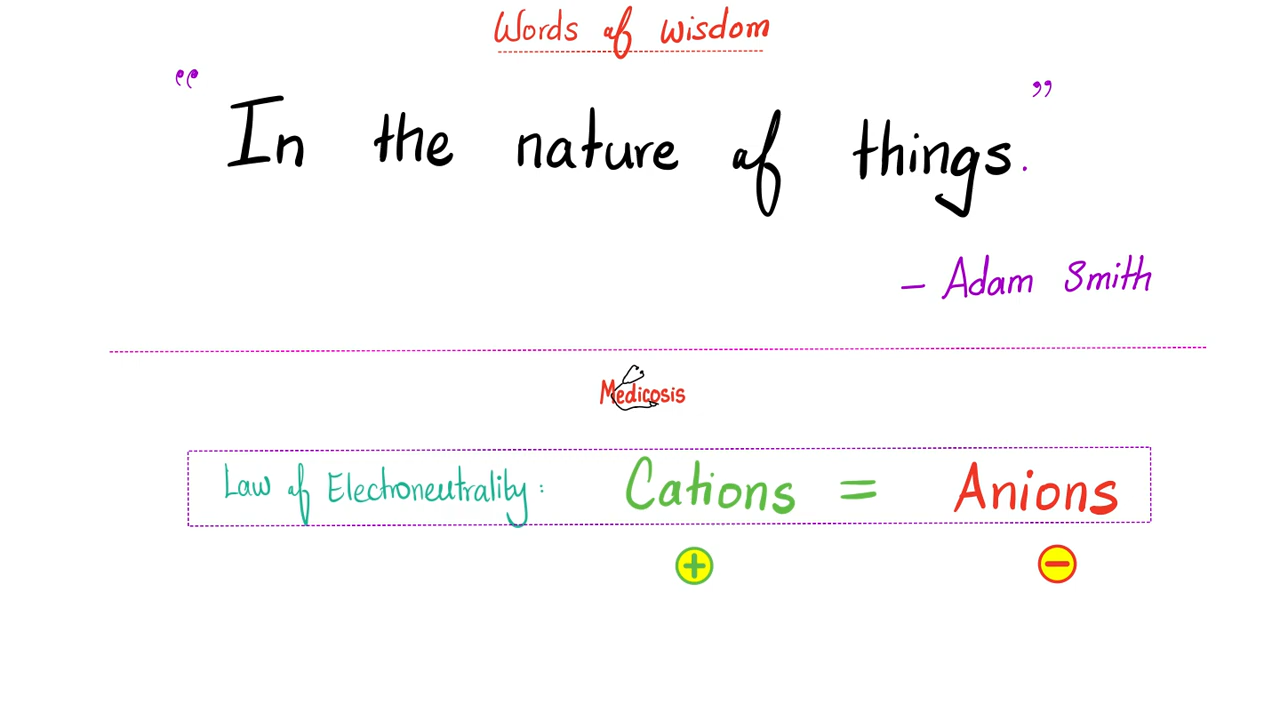 Words of wisdom
“ In the nature of things. ”
– Adam Smith
Medicosis
Law of Electroneutrality: Cations = Anions
+ −